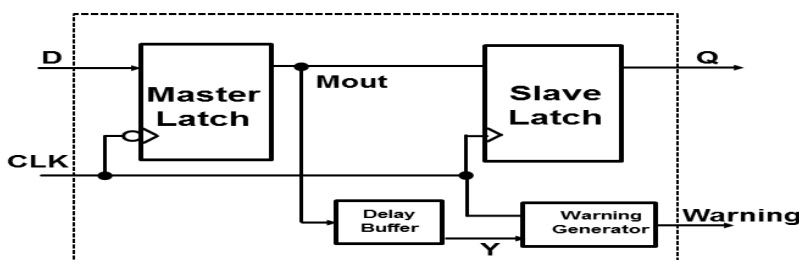 D
Master
Latch
Mout
Slave
Latch
Q
CLK
Delay
Buffer
Y
Warning
Generator
Warning